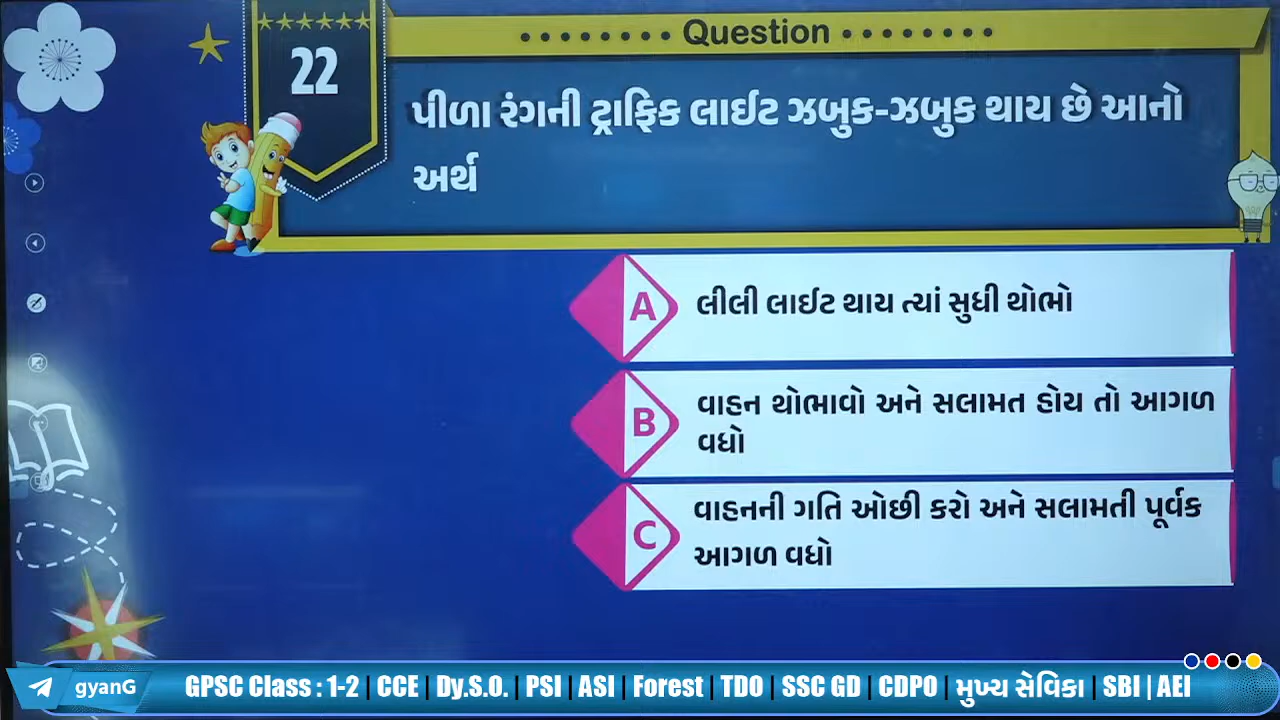 Question
22
પીળા રંગની ટ્રાફિક લાઈટ ઝબુક-ઝબુક થાય છે આનો
અર્થ
A લીલી લાઈટ થાય ત્યાં સુધી થોભો
B વાહન થોભાવો અને સલામત હોય તો આગળ
વધો
C વાહનની ગતિ ઓછી કરો અને સલામતી પૂર્વક
આગળ વધો
gyanG GPSC Class : 1-2 | CCE | Dy.S.O. | PSI | ASI | Forest | TDO | SSC GD | CDPO | મુખ્ય સેવિકા | SBI | AEI